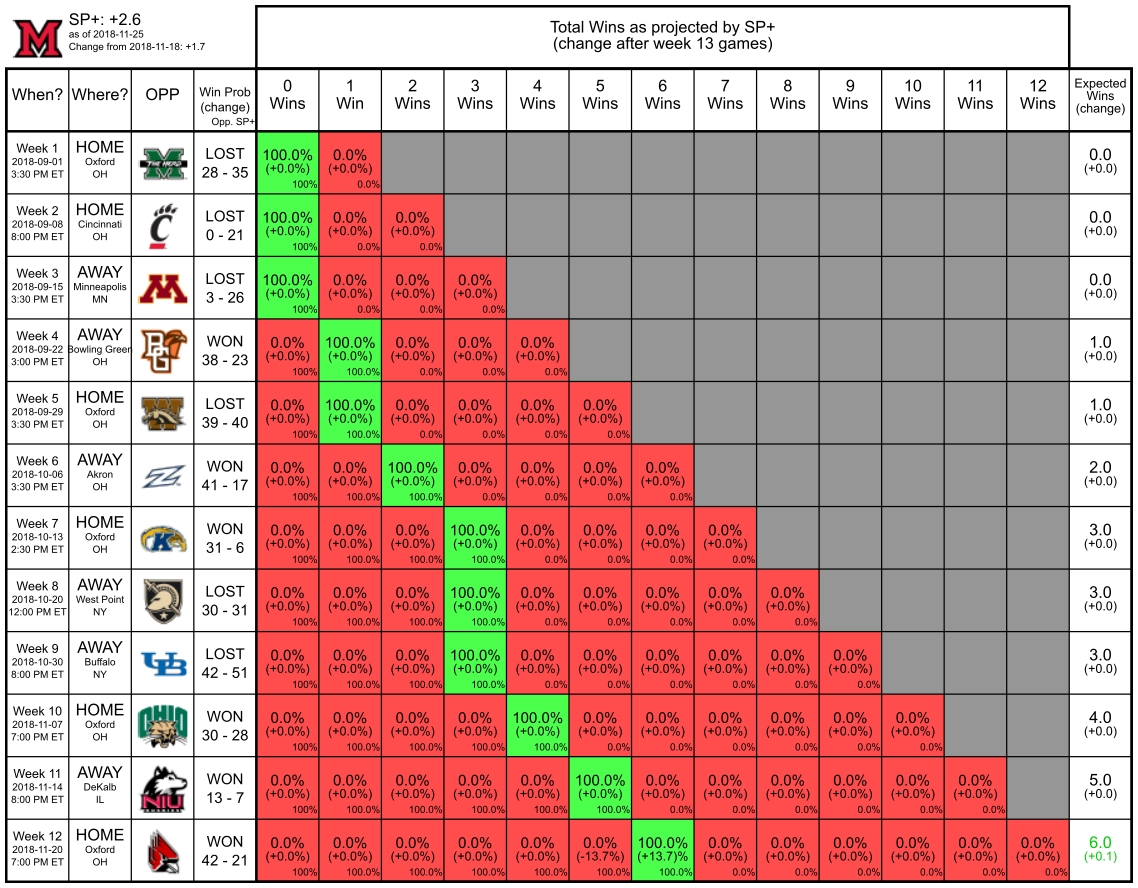 M
SP+: +2.6
as of 2018-11-25
Change from 2018-11-18: +1.7
Total Wins as projected by SP+
(change after week 13 games)
When? Where? OPP Win Prob (change) Opp. SP+ 0 Wins 1 Win 2 Wins 3 Wins 4 Wins 5 Wins 6 Wins 7 Wins 8 Wins 9 Wins 10 Wins 11 Wins 12 Wins Expected Wins (change)
Week 1 HOME LOST 100.0% 0.0% 0.0
2018-09-01 Oxford THE HERD (+0.0%) (+0.0%) (+0.0)
3:30 PM ET OH 28 - 35 100% 0.0%
Week 2 HOME LOST 100.0% 0.0% 0.0% 0.0
2018-09-08 Cincinnati C (+0.0%) (+0.0%) (+0.0%) (+0.0)
8:00 PM ET OH 0 - 21 100% 0.0% 0.0%
Week 3 AWAY LOST 100.0% 0.0% 0.0% 0.0% 0.0
2018-09-15 Minneapolis M (+0.0%) (+0.0%) (+0.0%) (+0.0%) (+0.0)
3:30 PM ET MN 3 - 26 100% 0.0% 0.0% 0.0%
Week 4 AWAY WON 0.0% 100.0% 0.0% 0.0% 0.0% 1.0
2018-09-22 Bowling Green BG (+0.0%) (+0.0%) (+0.0%) (+0.0%) (+0.0%) (+0.0)
3:00 PM ET OH 38 - 23 100% 100.0% 0.0% 0.0% 0.0%
Week 5 HOME LOST 0.0% 100.0% 0.0% 0.0% 0.0% 0.0% 1.0
2018-09-29 Oxford W (+0.0%) (+0.0%) (+0.0%) (+0.0%) (+0.0%) (+0.0%) (+0.0)
3:30 PM ET OH 39 - 40 100% 100.0% 0.0% 0.0% 0.0% 0.0%
Week 6 AWAY WON 0.0% 0.0% 100.0% 0.0% 0.0% 0.0% 0.0% 2.0
2018-10-06 Akron Z (+0.0%) (+0.0%) (+0.0%) (+0.0%) (+0.0%) (+0.0%) (+0.0%) (+0.0)
3:30 PM ET OH 41 - 17 100% 100.0% 100.0% 0.0% 0.0% 0.0% 0.0%
Week 7 HOME WON 0.0% 0.0% 0.0% 100.0% 0.0% 0.0% 0.0% 0.0% 3.0
2018-10-13 Oxford K (+0.0%) (+0.0%) (+0.0%) (+0.0%) (+0.0%) (+0.0%) (+0.0%) (+0.0%) (+0.0)
2:30 PM ET OH 31 - 6 100% 100.0% 100.0% 100.0% 0.0% 0.0% 0.0% 0.0%
Week 8 AWAY LOST 0.0% 0.0% 0.0% 100.0% 0.0% 0.0% 0.0% 0.0% 0.0% 3.0
2018-10-20 West Point (+0.0%) (+0.0%) (+0.0%) (+0.0%) (+0.0%) (+0.0%) (+0.0%) (+0.0%) (+0.0%) (+0.0)
12:00 PM ET NY 30 - 31 100% 100.0% 100.0% 100.0% 0.0% 0.0% 0.0% 0.0% 0.0%
Week 9 AWAY LOST 0.0% 0.0% 0.0% 100.0% 0.0% 0.0% 0.0% 0.0% 0.0% 0.0% 3.0
2018-10-30 Buffalo UB (+0.0%) (+0.0%) (+0.0%) (+0.0%) (+0.0%) (+0.0%) (+0.0%) (+0.0%) (+0.0%) (+0.0%) (+0.0)
8:00 PM ET NY 42 - 51 100% 100.0% 100.0% 100.0% 0.0% 0.0% 0.0% 0.0% 0.0% 0.0%
Week 10 HOME WON 0.0% 0.0% 0.0% 0.0% 100.0% 0.0% 0.0% 0.0% 0.0% 0.0% 0.0% 4.0
2018-11-07 Oxford OHIO (+0.0%) (+0.0%) (+0.0%) (+0.0%) (+0.0%) (+0.0%) (+0.0%) (+0.0%) (+0.0%) (+0.0%) (+0.0%) (+0.0)
7:00 PM ET OH 30 - 28 100% 100.0% 100.0% 100.0% 100.0% 0.0% 0.0% 0.0% 0.0% 0.0% 0.0%
Week 11 AWAY WON 0.0% 0.0% 0.0% 0.0% 0.0% 100.0% 0.0% 0.0% 0.0% 0.0% 0.0% 0.0% 5.0
2018-11-14 DeKalb NIU (+0.0%) (+0.0%) (+0.0%) (+0.0%) (+0.0%) (+0.0%) (+0.0%) (+0.0%) (+0.0%) (+0.0%) (+0.0%) (+0.0%) (+0.0)
8:00 PM ET IL 13 - 7 100% 100.0% 100.0% 100.0% 100.0% 100.0% 0.0% 0.0% 0.0% 0.0% 0.0% 0.0%
Week 12 HOME WON 0.0% 0.0% 0.0% 0.0% 0.0% 0.0% 100.0% 0.0% 0.0% 0.0% 0.0% 0.0% 0.0% 6.0
2018-11-20 Oxford (+0.0%) (+0.0%) (+0.0%) (+0.0%) (+0.0%) (-13.7%) (+13.7)% (+0.0%) (+0.0%) (+0.0%) (+0.0%) (+0.0%) (+0.0%) (+0.1)
7:00 PM ET OH 42 - 21 100% 100.0% 100.0% 100.0% 100.0% 100.0% 100.0% 0.0% 0.0% 0.0% 0.0% 0.0% 0.0%